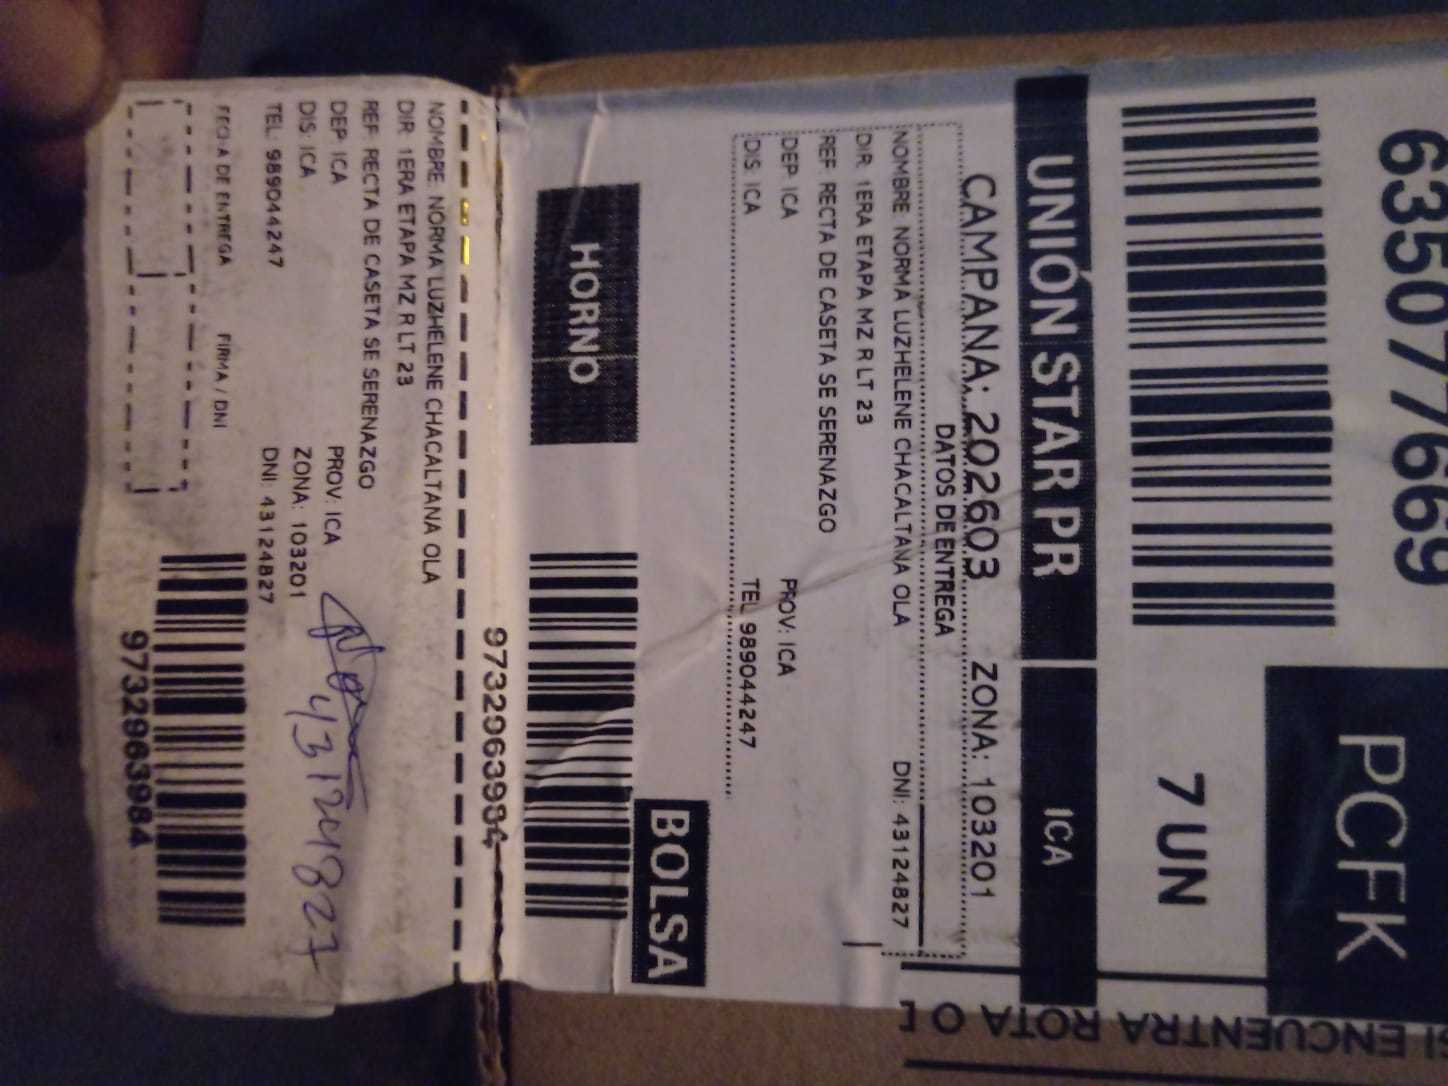 6350777669
PCFK
7 UN
UNIÓN STAR PR ICA
CAMPANA: 202603 ZONA: 103201
DATOS DE ENTREGA
NOMBRE: NORMA LUZHELENE CHACALTANA OLA DNI: 43124827
DIR: 1ERA ETAPA MZ R LT 23
REF: RECTA DE CASETA SE SERENAZGO
DEP: ICA PROV: ICA
DIS: ICA TEL: 989044247
BOLSA
HORNO
9732963984
NOMBRE: NORMA LUZHELENE CHACALTANA OLA
DIR: 1ERA ETAPA MZ R LT 23
REF: RECTA DE CASETA SE SERENAZGO
DEP: ICA PROV: ICA
DIS: ICA ZONA: 103201
TEL: 989044247 DNI: 43124827
43124827
FECHA DE ENTREGA FIRMA / DNI
9732963984
ENCUENTRA ROTA O